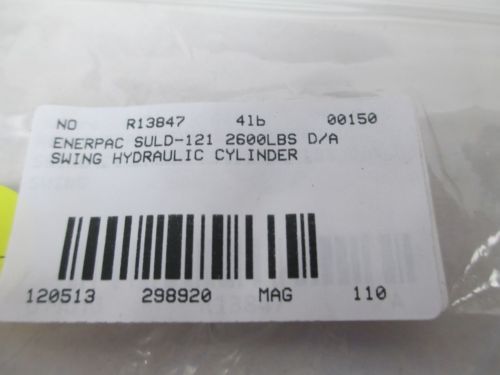 NO R13847 4lb 00150
ENERPAC SULD-121 2600LBS D/A
SWING HYDRAULIC CYLINDER
120513 298920 MAG 110